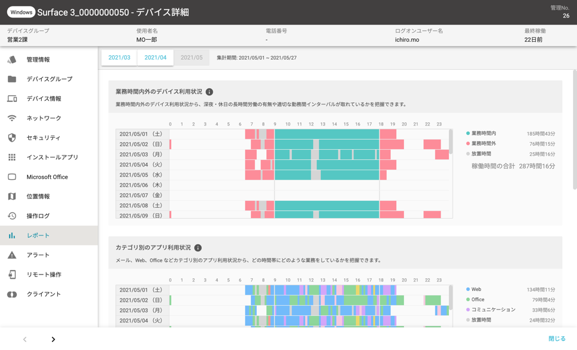 Windows Surface 3_0000000050 - デバイス詳細
管理No.
26
デバイスグループ 使用者名 電話番号 ログオンユーザー名 最終稼働
営業2課 MO一郎 - ichiro.mo 22日前
管理情報
デバイスグループ
デバイス情報
ネットワーク
セキュリティ
インストールアプリ
Microsoft Office
位置情報
操作ログ
レポート
アラート
リモート操作
クライアント
2021/03 2021/04 2021/05 集計期間: 2021/05/01 ~ 2021/05/27
業務時間内外のデバイス利用状況
業務時間内外のデバイス利用状況から、深夜・休日の長時間労働の有無や適切な勤務間インターバルが取れているかを把握できます。
0 1 2 3 4 5 6 7 8 9 10 11 12 13 14 15 16 17 18 19 20 21 22 23
2021/05/01 (土)
2021/05/02 (日)
2021/05/03 (月)
2021/05/04 (火)
2021/05/05 (水)
2021/05/06 (木)
2021/05/07 (金)
2021/05/08 (土)
2021/05/09 (日)
業務時間内 185時間43分
業務時間外 76時間15分
放置時間 25時間16分
稼働時間の合計 287時間16分
カテゴリ別のアプリ利用状況
メール、Web、Office などカテゴリ別のアプリ利用状況から、どの時間帯にどのような業務をしているかを把握できます。
0 1 2 3 4 5 6 7 8 9 10 11 12 13 14 15 16 17 18 19 20 21 22 23
2021/05/01 (土)
2021/05/02 (日)
2021/05/03 (月)
2021/05/04 (火)
Web 124時間11分
Office 79時間4分
コミュニケーション 33時間6分
放置時間 24時間32分
閉じる